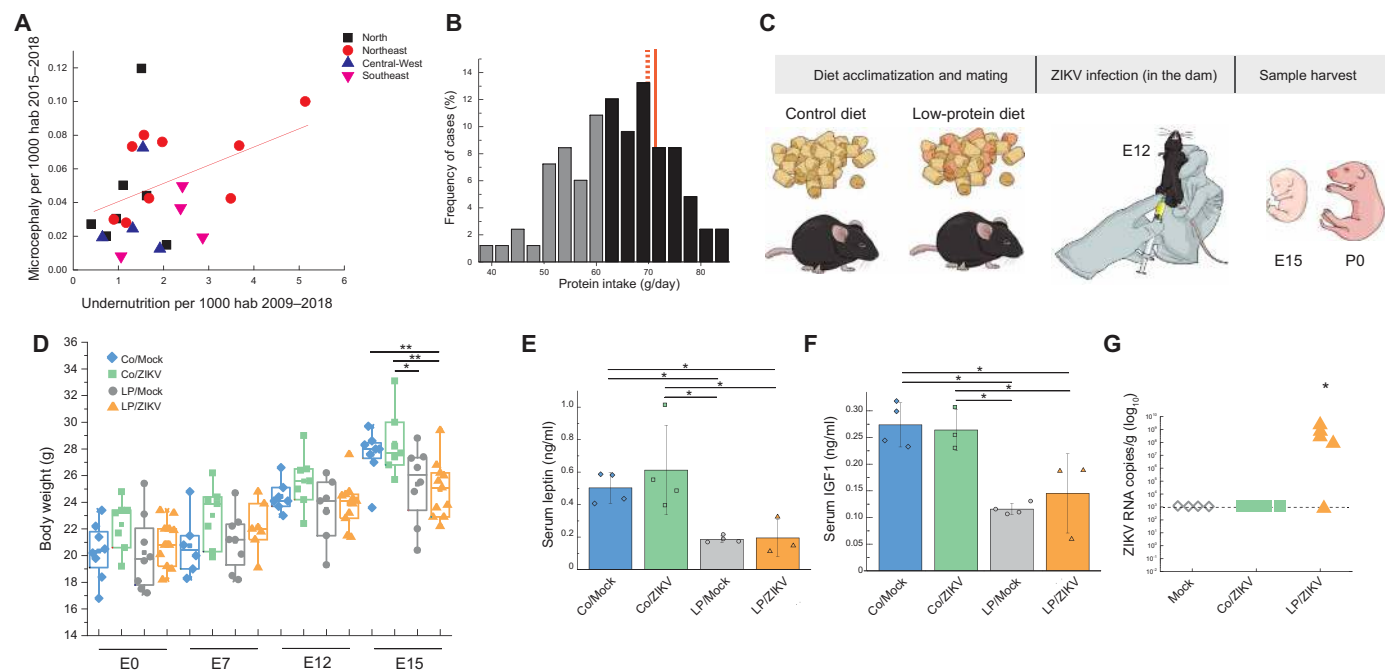 A
Microcephaly per 1000 hab 2015–2018
0.12
0.10
0.08
0.06
0.04
0.02
0.00
0 1 2 3 4 5 6
Undernutrition per 1000 hab 2009–2018
North
Northeast
Central-West
Southeast
B
Frequency of cases (%)
14
12
10
8
6
4
2
0
40 50 60 70 80
Protein intake (g/day)
C
Diet acclimatization and mating
ZIKV infection (in the dam)
Sample harvest
Control diet
Low-protein diet
E12
E15
P0
D
Body weight (g)
36
34
32
30
28
26
24
22
20
18
16
14
Co/Mock
Co/ZIKV
LP/Mock
LP/ZIKV
**
**
*
E0 E7 E12 E15
E
Serum leptin (ng/ml)
1.0
0.8
0.6
0.4
0.2
0
*
*
*
*
Co/Mock
Co/ZIKV
LP/Mock
LP/ZIKV
F
Serum IGF1 (ng/ml)
0.30
0.25
0.20
0.15
0.10
0.05
0
*
*
*
*
Co/Mock
Co/ZIKV
LP/Mock
LP/ZIKV
G
ZIKV RNA copies/g (log10)
*
Mock
Co/ZIKV
LP/ZIKV